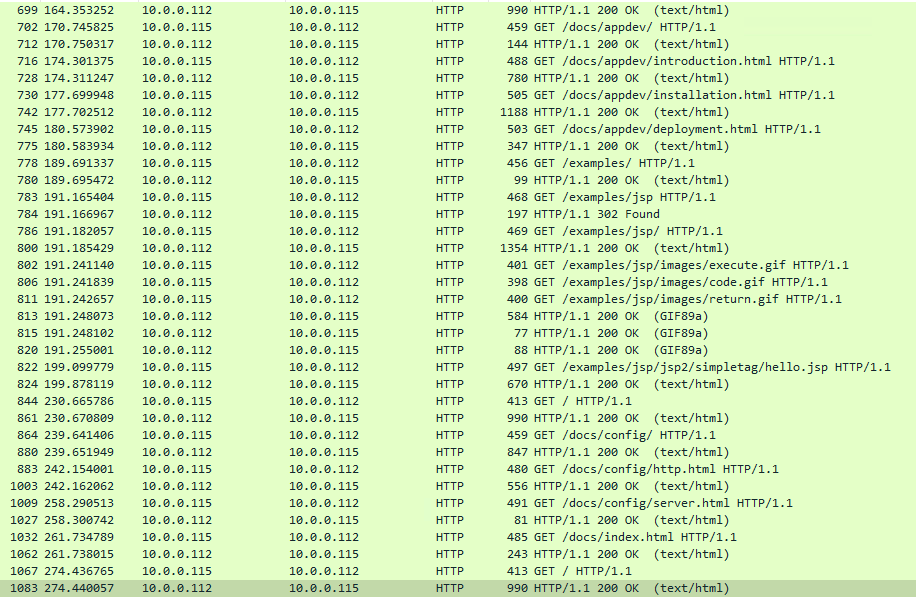 699 164.353252 10.0.0.112 10.0.0.115 HTTP 990 HTTP/1.1 200 OK (text/html)
702 170.745825 10.0.0.115 10.0.0.112 HTTP 459 GET /docs/appdev/ HTTP/1.1
712 170.750317 10.0.0.112 10.0.0.115 HTTP 144 HTTP/1.1 200 OK (text/html)
716 174.301375 10.0.0.115 10.0.0.112 HTTP 488 GET /docs/appdev/introduction.html HTTP/1.1
728 174.311247 10.0.0.112 10.0.0.115 HTTP 780 HTTP/1.1 200 OK (text/html)
730 177.699948 10.0.0.115 10.0.0.112 HTTP 505 GET /docs/appdev/installation.html HTTP/1.1
742 177.702512 10.0.0.112 10.0.0.115 HTTP 1188 HTTP/1.1 200 OK (text/html)
745 180.573902 10.0.0.115 10.0.0.112 HTTP 503 GET /docs/appdev/deployment.html HTTP/1.1
775 180.583934 10.0.0.112 10.0.0.115 HTTP 347 HTTP/1.1 200 OK (text/html)
778 189.691337 10.0.0.115 10.0.0.112 HTTP 456 GET /examples/ HTTP/1.1
780 189.695472 10.0.0.112 10.0.0.115 HTTP 99 HTTP/1.1 200 OK (text/html)
783 191.165404 10.0.0.115 10.0.0.112 HTTP 468 GET /examples/jsp HTTP/1.1
784 191.166967 10.0.0.112 10.0.0.115 HTTP 197 HTTP/1.1 302 Found
786 191.182057 10.0.0.115 10.0.0.112 HTTP 469 GET /examples/jsp/ HTTP/1.1
800 191.185429 10.0.0.112 10.0.0.115 HTTP 1354 HTTP/1.1 200 OK (text/html)
802 191.241140 10.0.0.115 10.0.0.112 HTTP 401 GET /examples/jsp/images/execute.gif HTTP/1.1
806 191.241839 10.0.0.115 10.0.0.112 HTTP 398 GET /examples/jsp/images/code.gif HTTP/1.1
811 191.242657 10.0.0.115 10.0.0.112 HTTP 400 GET /examples/jsp/images/return.gif HTTP/1.1
813 191.248073 10.0.0.112 10.0.0.115 HTTP 584 HTTP/1.1 200 OK (GIF89a)
815 191.248102 10.0.0.112 10.0.0.115 HTTP 77 HTTP/1.1 200 OK (GIF89a)
820 191.255001 10.0.0.112 10.0.0.115 HTTP 88 HTTP/1.1 200 OK (GIF89a)
822 199.099779 10.0.0.115 10.0.0.112 HTTP 497 GET /examples/jsp/jsp2/simpletag/hello.jsp HTTP/1.1
824 199.878119 10.0.0.112 10.0.0.115 HTTP 670 HTTP/1.1 200 OK (text/html)
844 230.665786 10.0.0.115 10.0.0.112 HTTP 413 GET / HTTP/1.1
861 230.670809 10.0.0.112 10.0.0.115 HTTP 990 HTTP/1.1 200 OK (text/html)
864 239.641406 10.0.0.115 10.0.0.112 HTTP 459 GET /docs/config/ HTTP/1.1
880 239.651949 10.0.0.112 10.0.0.115 HTTP 847 HTTP/1.1 200 OK (text/html)
883 242.154001 10.0.0.115 10.0.0.112 HTTP 480 GET /docs/config/http.html HTTP/1.1
1003 242.162062 10.0.0.112 10.0.0.115 HTTP 556 HTTP/1.1 200 OK (text/html)
1009 258.290513 10.0.0.115 10.0.0.112 HTTP 491 GET /docs/config/server.html HTTP/1.1
1027 258.300742 10.0.0.112 10.0.0.115 HTTP 81 HTTP/1.1 200 OK (text/html)
1032 261.734789 10.0.0.115 10.0.0.112 HTTP 485 GET /docs/index.html HTTP/1.1
1062 261.738015 10.0.0.112 10.0.0.115 HTTP 243 HTTP/1.1 200 OK (text/html)
1067 274.436765 10.0.0.115 10.0.0.112 HTTP 413 GET / HTTP/1.1
1083 274.440057 10.0.0.112 10.0.0.115 HTTP 990 HTTP/1.1 200 OK (text/html)